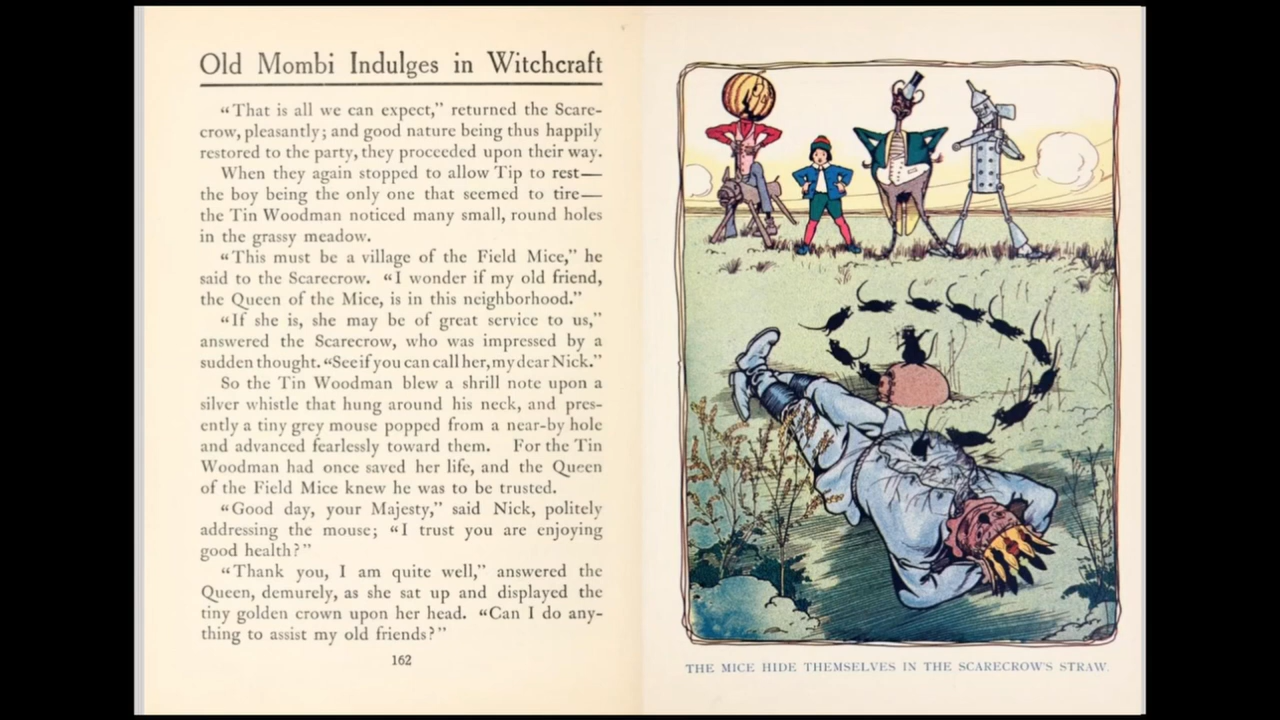 Old Mombi Indulges in Witchcraft
“That is all we can expect,” returned the Scare-
crow, pleasantly; and good nature being thus happily
restored to the party, they proceeded upon their way.
When they again stopped to allow Tip to rest—
the boy being the only one that seemed to tire—
the Tin Woodman noticed many small, round holes
in the grassy meadow.
“This must be a village of the Field Mice,” he
said to the Scarecrow. “I wonder if my old friend,
the Queen of the Mice, is in this neighborhood.”
“If she is, she may be of great service to us,”
answered the Scarecrow, who was impressed by a
sudden thought. “See if you can call her, my dear Nick.”
So the Tin Woodman blew a shrill note upon a
silver whistle that hung around his neck, and pres-
ently a tiny grey mouse popped from a near-by hole
and advanced fearlessly toward them. For the Tin
Woodman had once saved her life, and the Queen
of the Field Mice knew he was to be trusted.
“Good day, your Majesty,” said Nick, politely
addressing the mouse; “I trust you are enjoying
good health?”
“Thank you, I am quite well,” answered the
Queen, demurely, as she sat up and displayed the
tiny golden crown upon her head. “Can I do any-
thing to assist my old friends?”
162
THE MICE HIDE THEMSELVES IN THE SCARECROW'S STRAW.